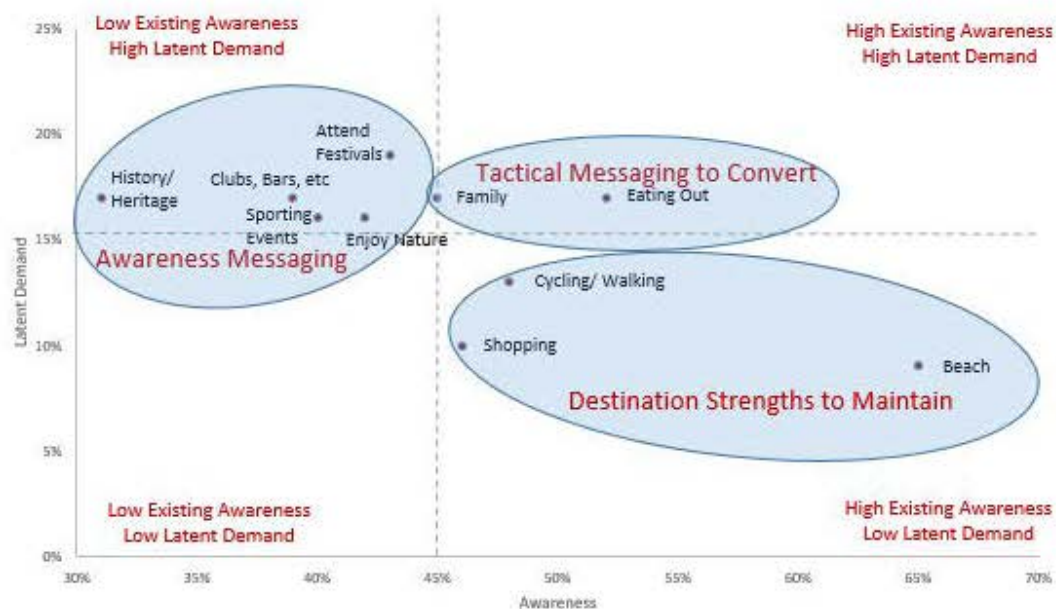 Low Existing Awareness
High Latent Demand
High Existing Awareness
High Latent Demand
25%
20%
15%
10%
5%
0%
Latent Demand
Attend
Festivals
History/
Heritage
Clubs, Bars, etc
Sporting
Events
Enjoy Nature
Awareness Messaging
Tactical Messaging to Convert
Family
Eating Out
Cycling/ Walking
Shopping
Beach
Destination Strengths to Maintain
Low Existing Awareness
Low Latent Demand
High Existing Awareness
Low Latent Demand
30%
35%
40%
45%
50%
55%
60%
65%
70%
Awareness